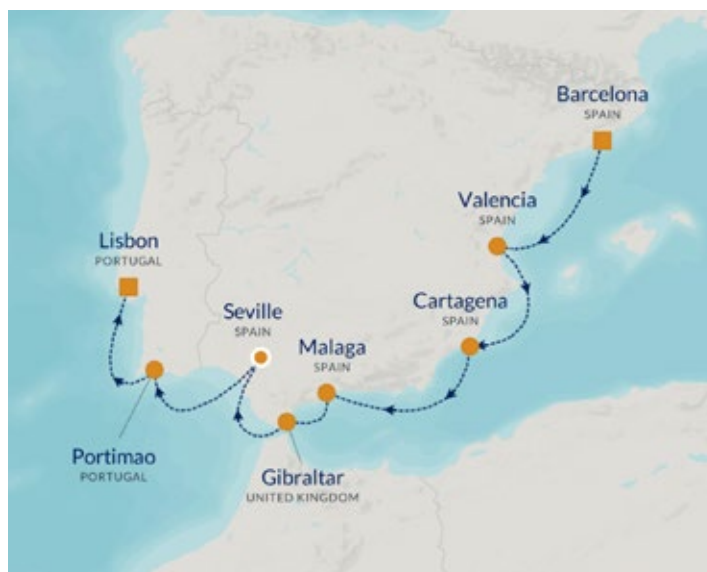 Barcelona
SPAIN
Valencia
SPAIN
Lisbon
PORTUGAL
Cartagena
SPAIN
Seville
SPAIN
Malaga
SPAIN
Portimao
PORTUGAL
Gibraltar
UNITED KINGDOM